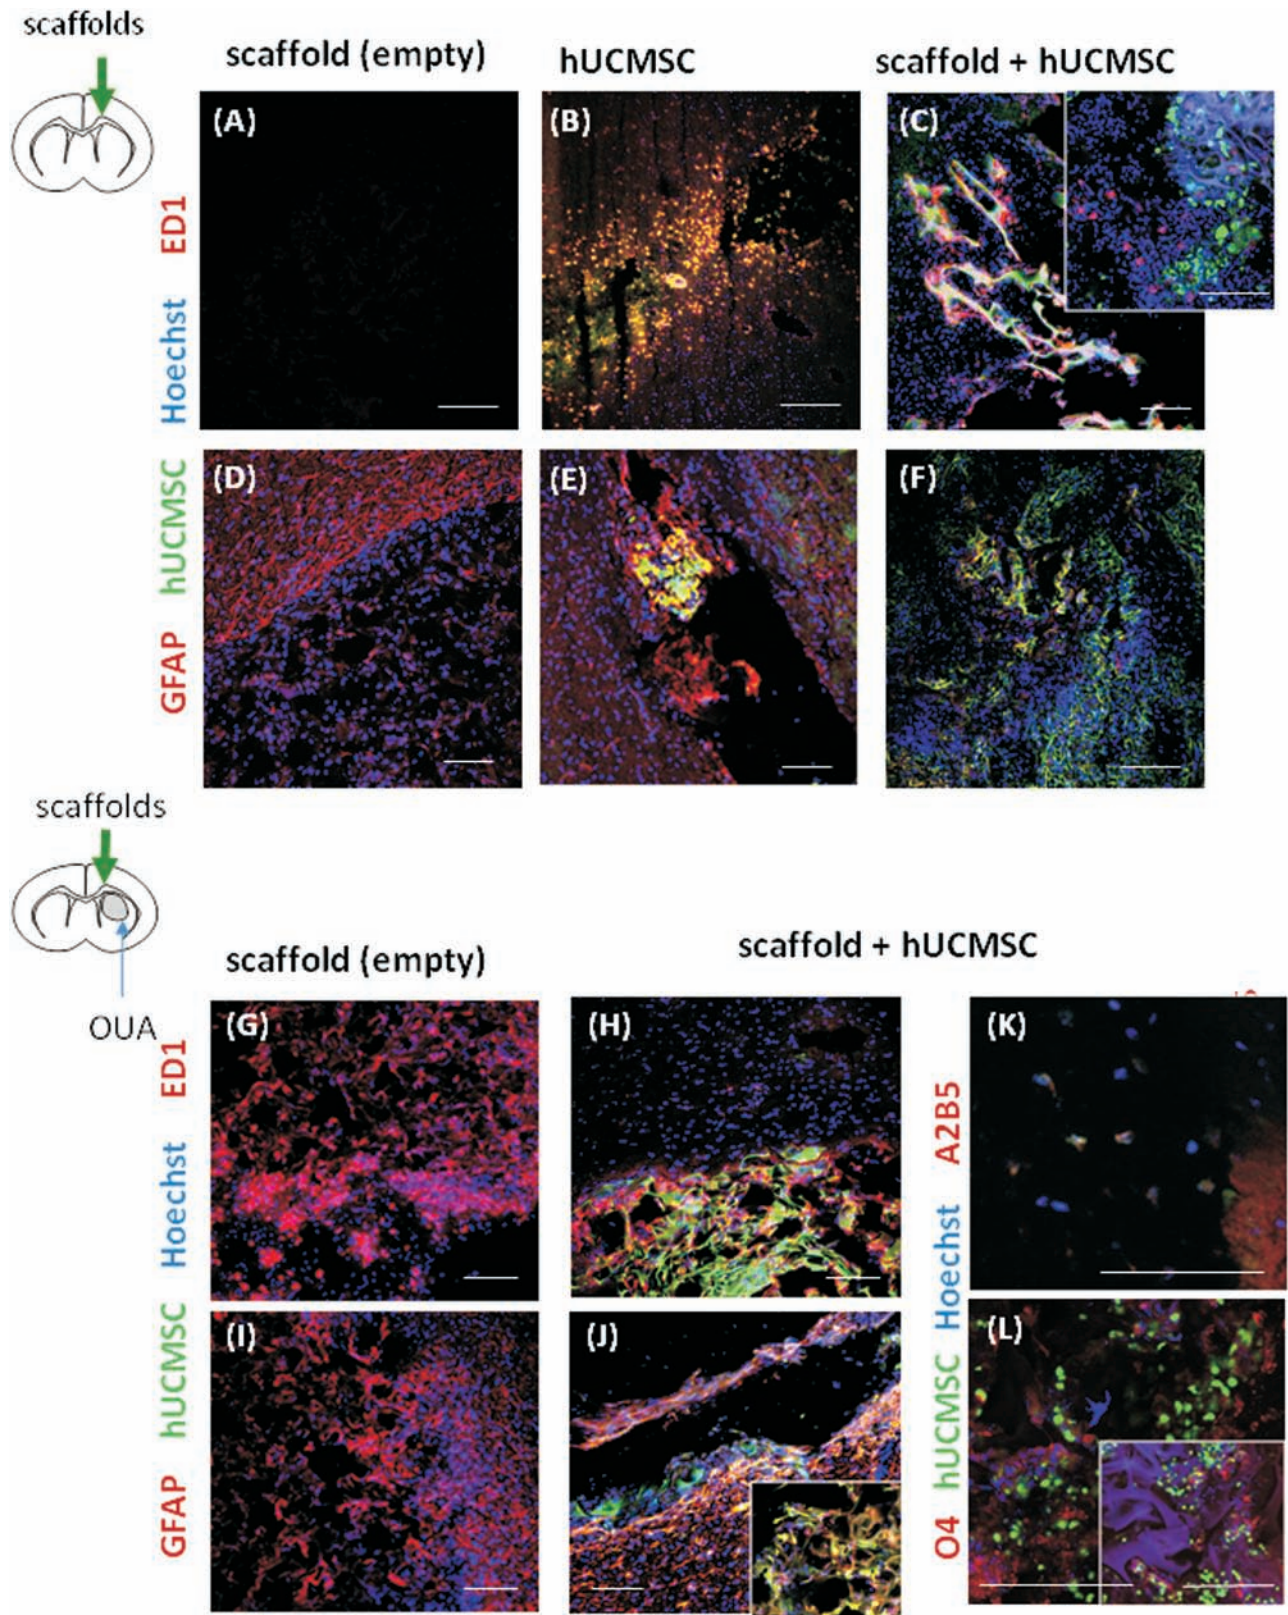 scaffolds
scaffold (empty)
hUCMSC
scaffold + hUCMSC
(A)
(B)
(C)
Hoechst ED1
(D)
(E)
(F)
GFAP hUCMSC
scaffolds
OUA
scaffold (empty)
scaffold + hUCMSC
(G)
(H)
(K)
Hoechst ED1
(I)
(J)
(L)
GFAP hUCMSC
O4 hUCMSC Hoechst A2B5